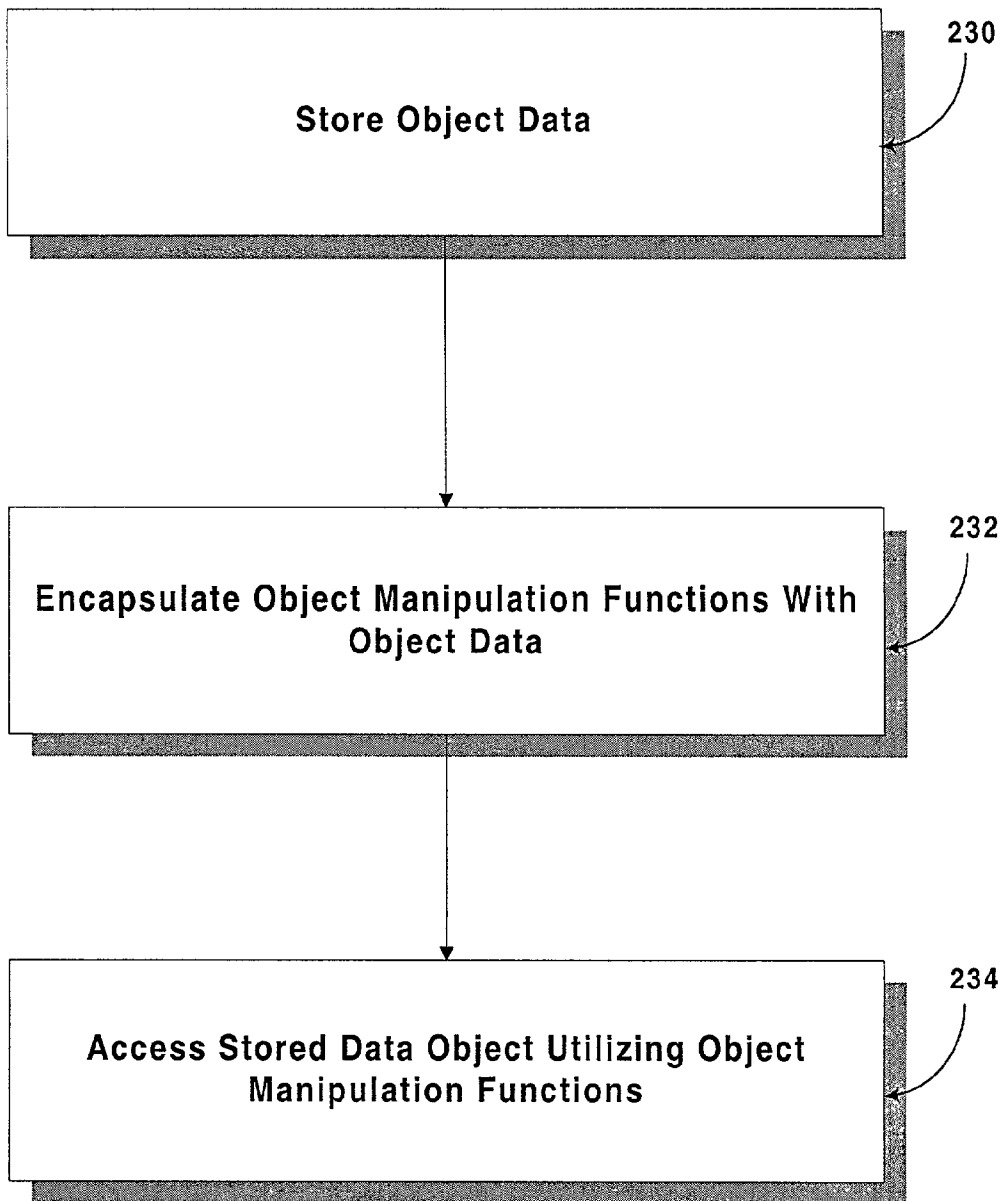 230
Store Object Data
232
Encapsulate Object Manipulation Functions With
Object Data
234
Access Stored Data Object Utilizing Object
Manipulation Functions